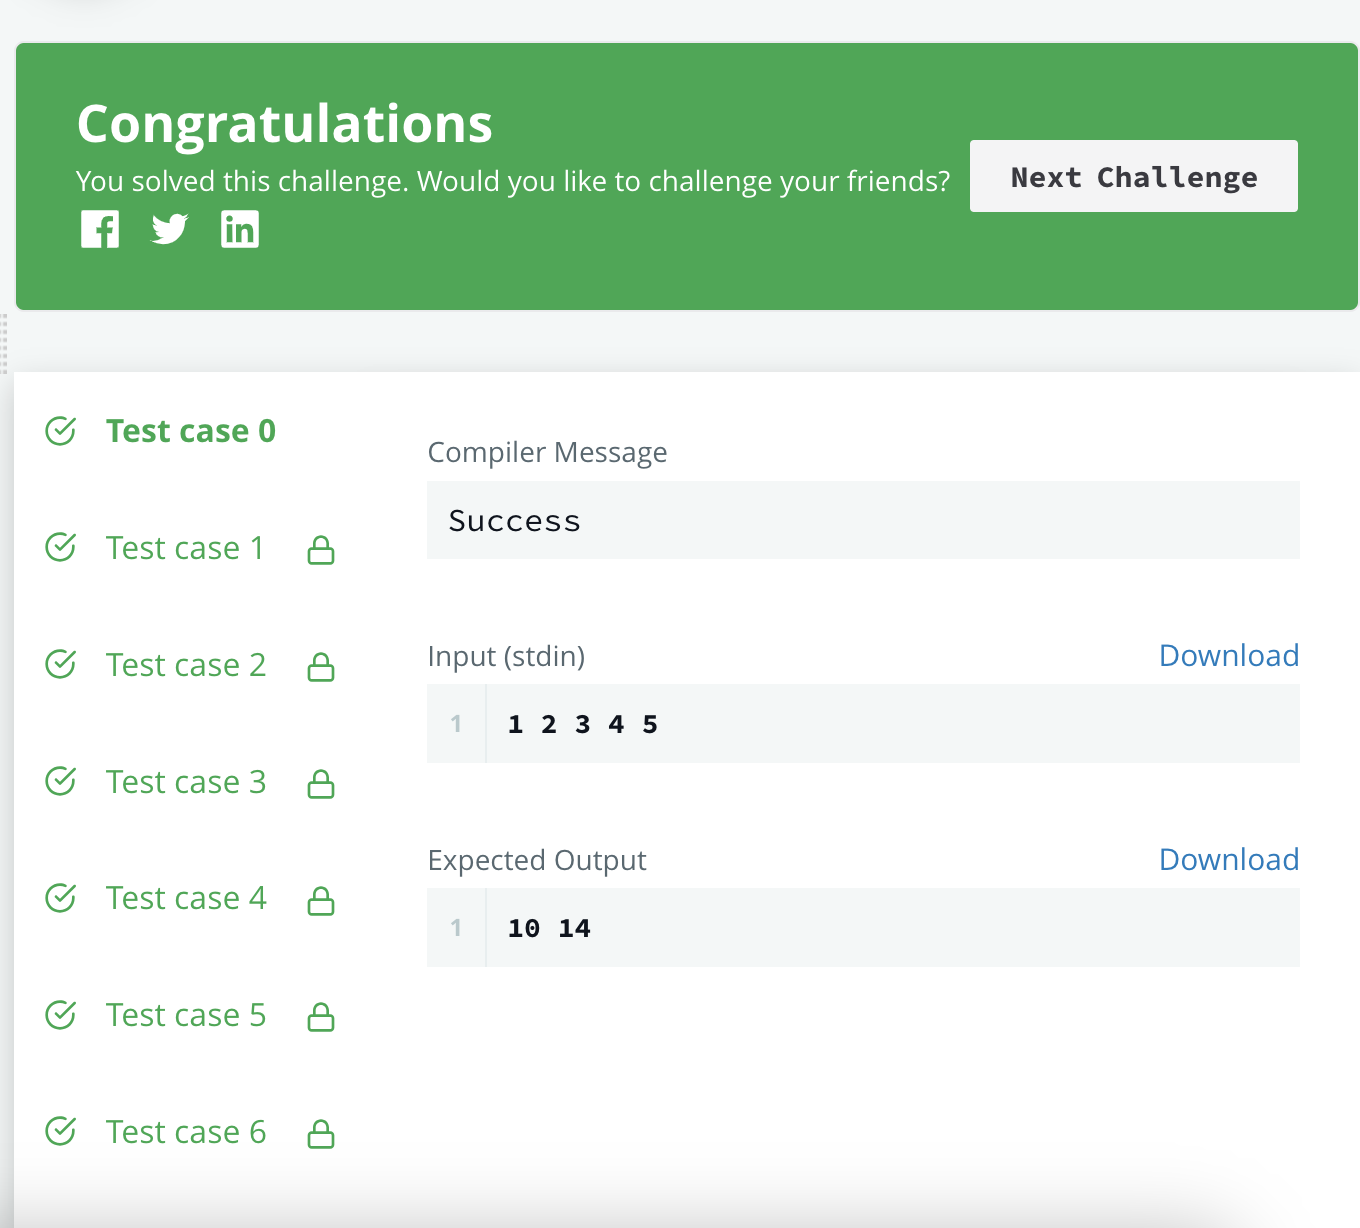 Congratulations
You solved this challenge. Would you like to challenge your friends?
Next Challenge
Test case 0
Test case 1
Test case 2
Test case 3
Test case 4
Test case 5
Test case 6
Compiler Message
Success
Input (stdin)
Download
1
1 2 3 4 5
Expected Output
Download
1
10 14